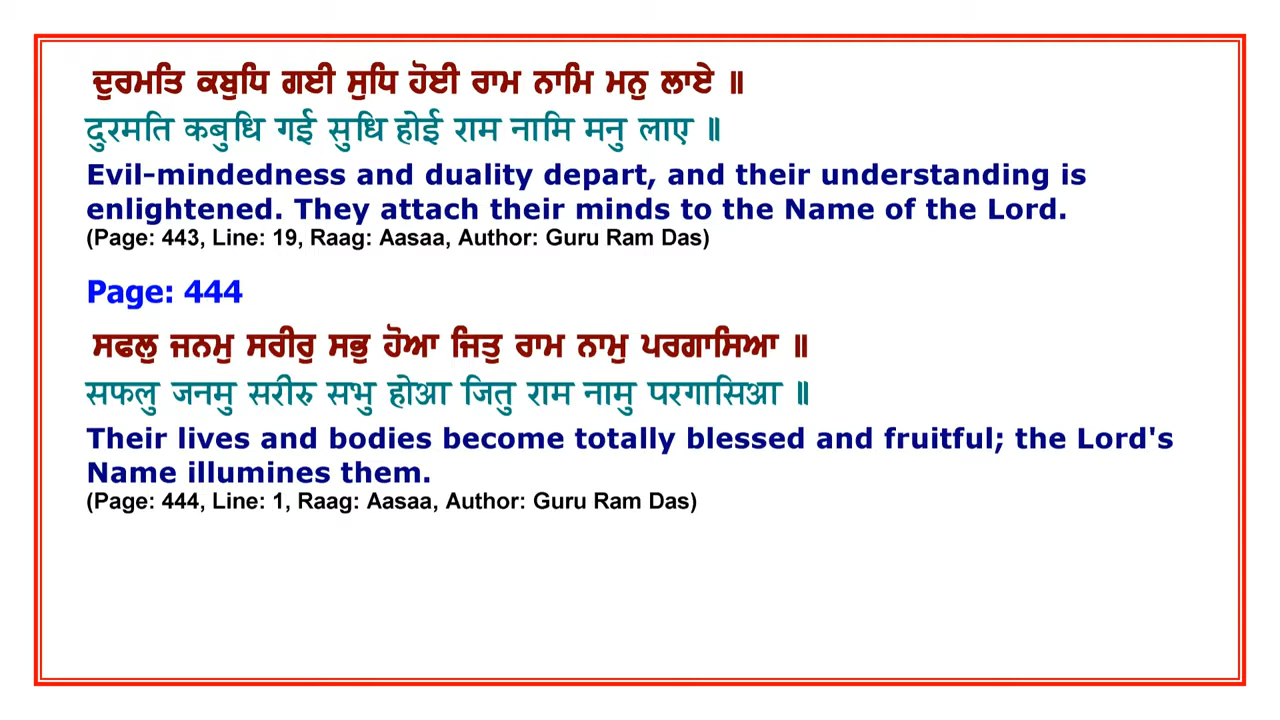 ਦੁਰਮਤਿ ਕਬੁਧਿ ਗਈ ਸੁਧਿ ਹੋਈ ਰਾਮ ਨਾਮਿ ਮਨੁ ਲਾਏ ॥
दुरमति कबुधि गई सुधि होई राम नामि मनु लाए ॥
Evil-mindedness and duality depart, and their understanding is
enlightened. They attach their minds to the Name of the Lord.
(Page: 443, Line: 19, Raag: Aasaa, Author: Guru Ram Das)
Page: 444
ਸਫਲੁ ਜਨਮੁ ਸਰੀਰੁ ਸਭੁ ਹੋਆ ਜਿਤੁ ਰਾਮ ਨਾਮੁ ਪਰਗਾਸਿਆ ॥
सफलु जनमु सरीरु सभु होआ जितु राम नामु परगासिआ ॥
Their lives and bodies become totally blessed and fruitful; the Lord's
Name illumines them.
(Page: 444, Line: 1, Raag: Aasaa, Author: Guru Ram Das)